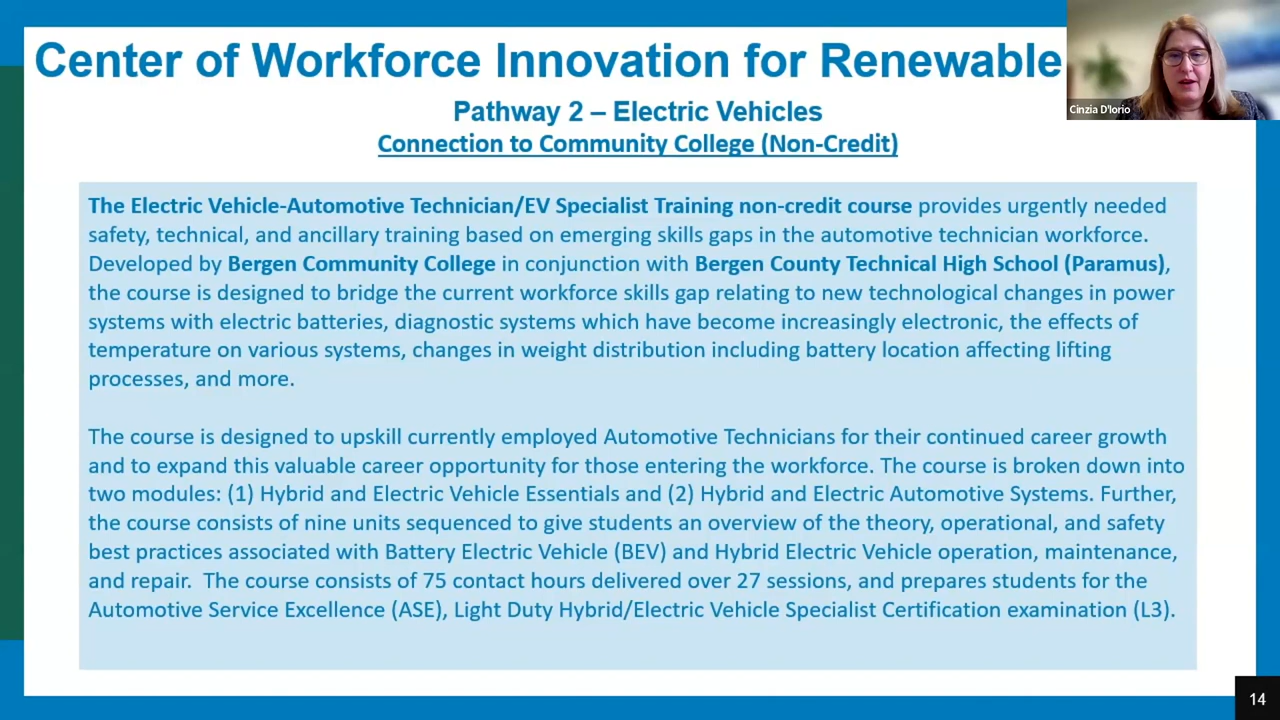 Center of Workforce Innovation for Renewable
Cinzia D'Iorio
Pathway 2 – Electric Vehicles
Connection to Community College (Non-Credit)
The Electric Vehicle-Automotive Technician/EV Specialist Training non-credit course provides urgently needed
safety, technical, and ancillary training based on emerging skills gaps in the automotive technician workforce.
Developed by Bergen Community College in conjunction with Bergen County Technical High School (Paramus),
the course is designed to bridge the current workforce skills gap relating to new technological changes in power
systems with electric batteries, diagnostic systems which have become increasingly electronic, the effects of
temperature on various systems, changes in weight distribution including battery location affecting lifting
processes, and more.
The course is designed to upskill currently employed Automotive Technicians for their continued career growth
and to expand this valuable career opportunity for those entering the workforce. The course is broken down into
two modules: (1) Hybrid and Electric Vehicle Essentials and (2) Hybrid and Electric Automotive Systems. Further,
the course consists of nine units sequenced to give students an overview of the theory, operational, and safety
best practices associated with Battery Electric Vehicle (BEV) and Hybrid Electric Vehicle operation, maintenance,
and repair.  The course consists of 75 contact hours delivered over 27 sessions, and prepares students for the
Automotive Service Excellence (ASE), Light Duty Hybrid/Electric Vehicle Specialist Certification examination (L3).
14